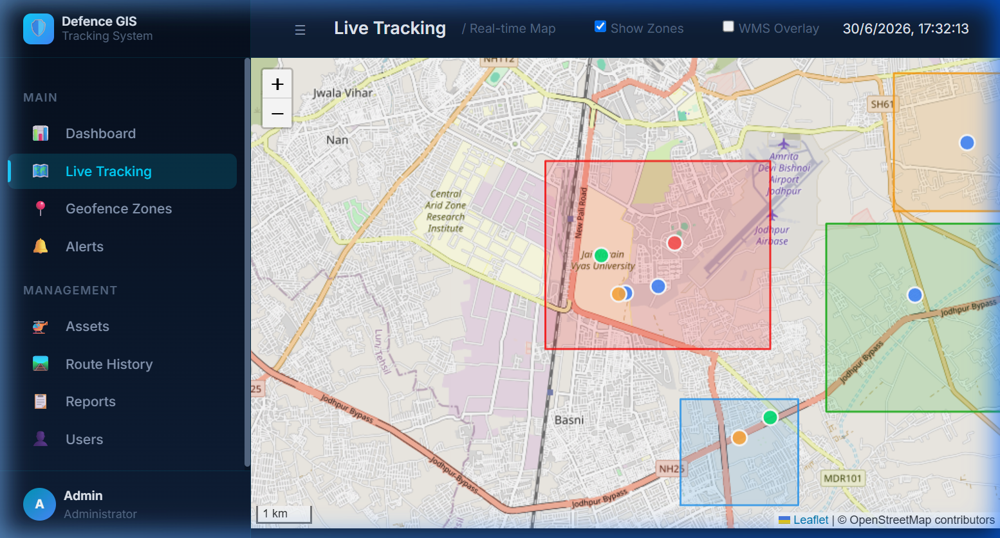 Defence GIS
Tracking System
MAIN
Dashboard
Live Tracking
Geofence Zones
Alerts
MANAGEMENT
Assets
Route History
Reports
Users
A
Admin
Administrator
☰
Live Tracking
/ Real-time Map
Show Zones
WMS Overlay
30/6/2026, 17:32:13
+
−
NH112
Jwala Vihar
Nan
SH61
Amrita
Devi Bishnoi
Airport
Jodhpur
Central
Arid Zone
Research
Institute
New Pali Road
Jodhpur
Airbase
Vyas University
Luni Tehsil
Jodhpur Bypass
Jodhpur Bypass
25
Jodhpur Bypass
Basni
Jodhpur Bypass
NH25
MDR101
Jodhpur Bypass
1 km
Leaflet | © OpenStreetMap contributors